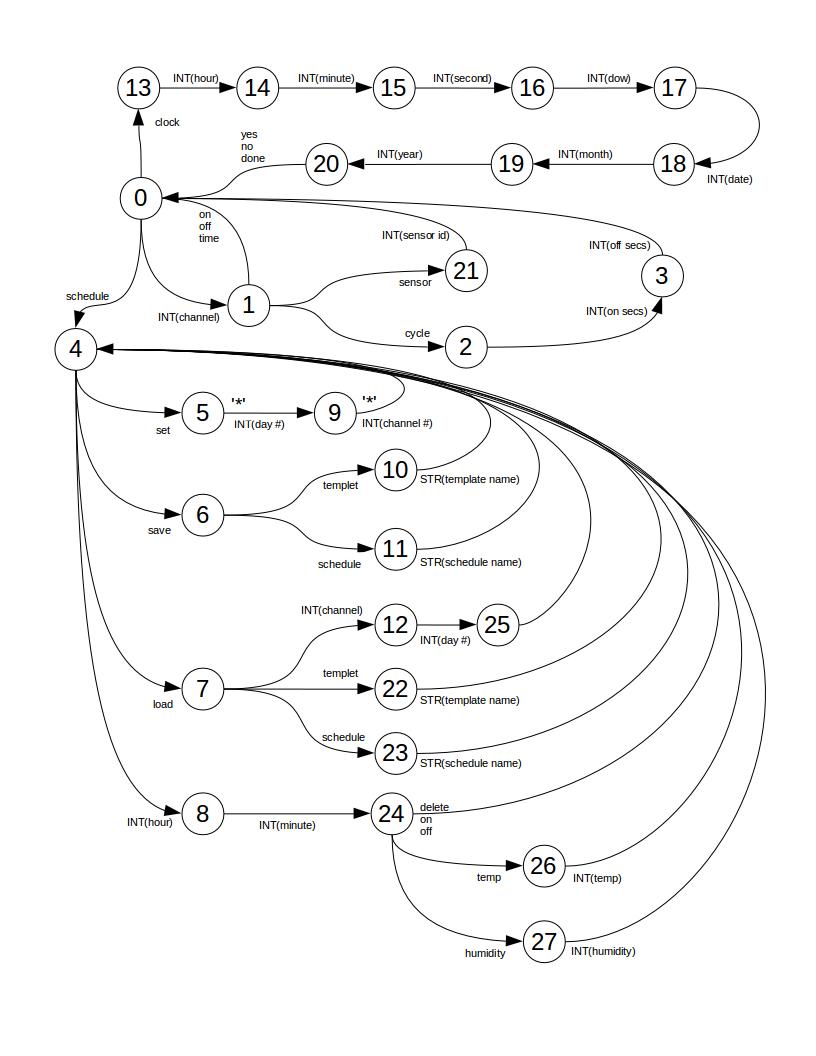 13
INT(hour)
14
INT(minute)
15
INT(second)
16
INT(dow)
17
clock
yes
no
done
20
INT(year)
19
INT(month)
18
INT(date)
0
on
off
time
INT(sensor id)
INT(off secs)
21
3
sensor
schedule
INT(channel)
1
INT(on secs)
cycle
2
4
set
5
'*'
INT(day #)
9
'*'
INT(channel #)
templet
10
STR(template name)
save
6
11
schedule
STR(schedule name)
INT(channel)
12
INT(day #)
25
templet
22
STR(template name)
load
7
schedule
23
STR(schedule name)
INT(hour)
8
INT(minute)
24
delete
on
off
temp
26
INT(temp)
humidity
27
INT(humidity)